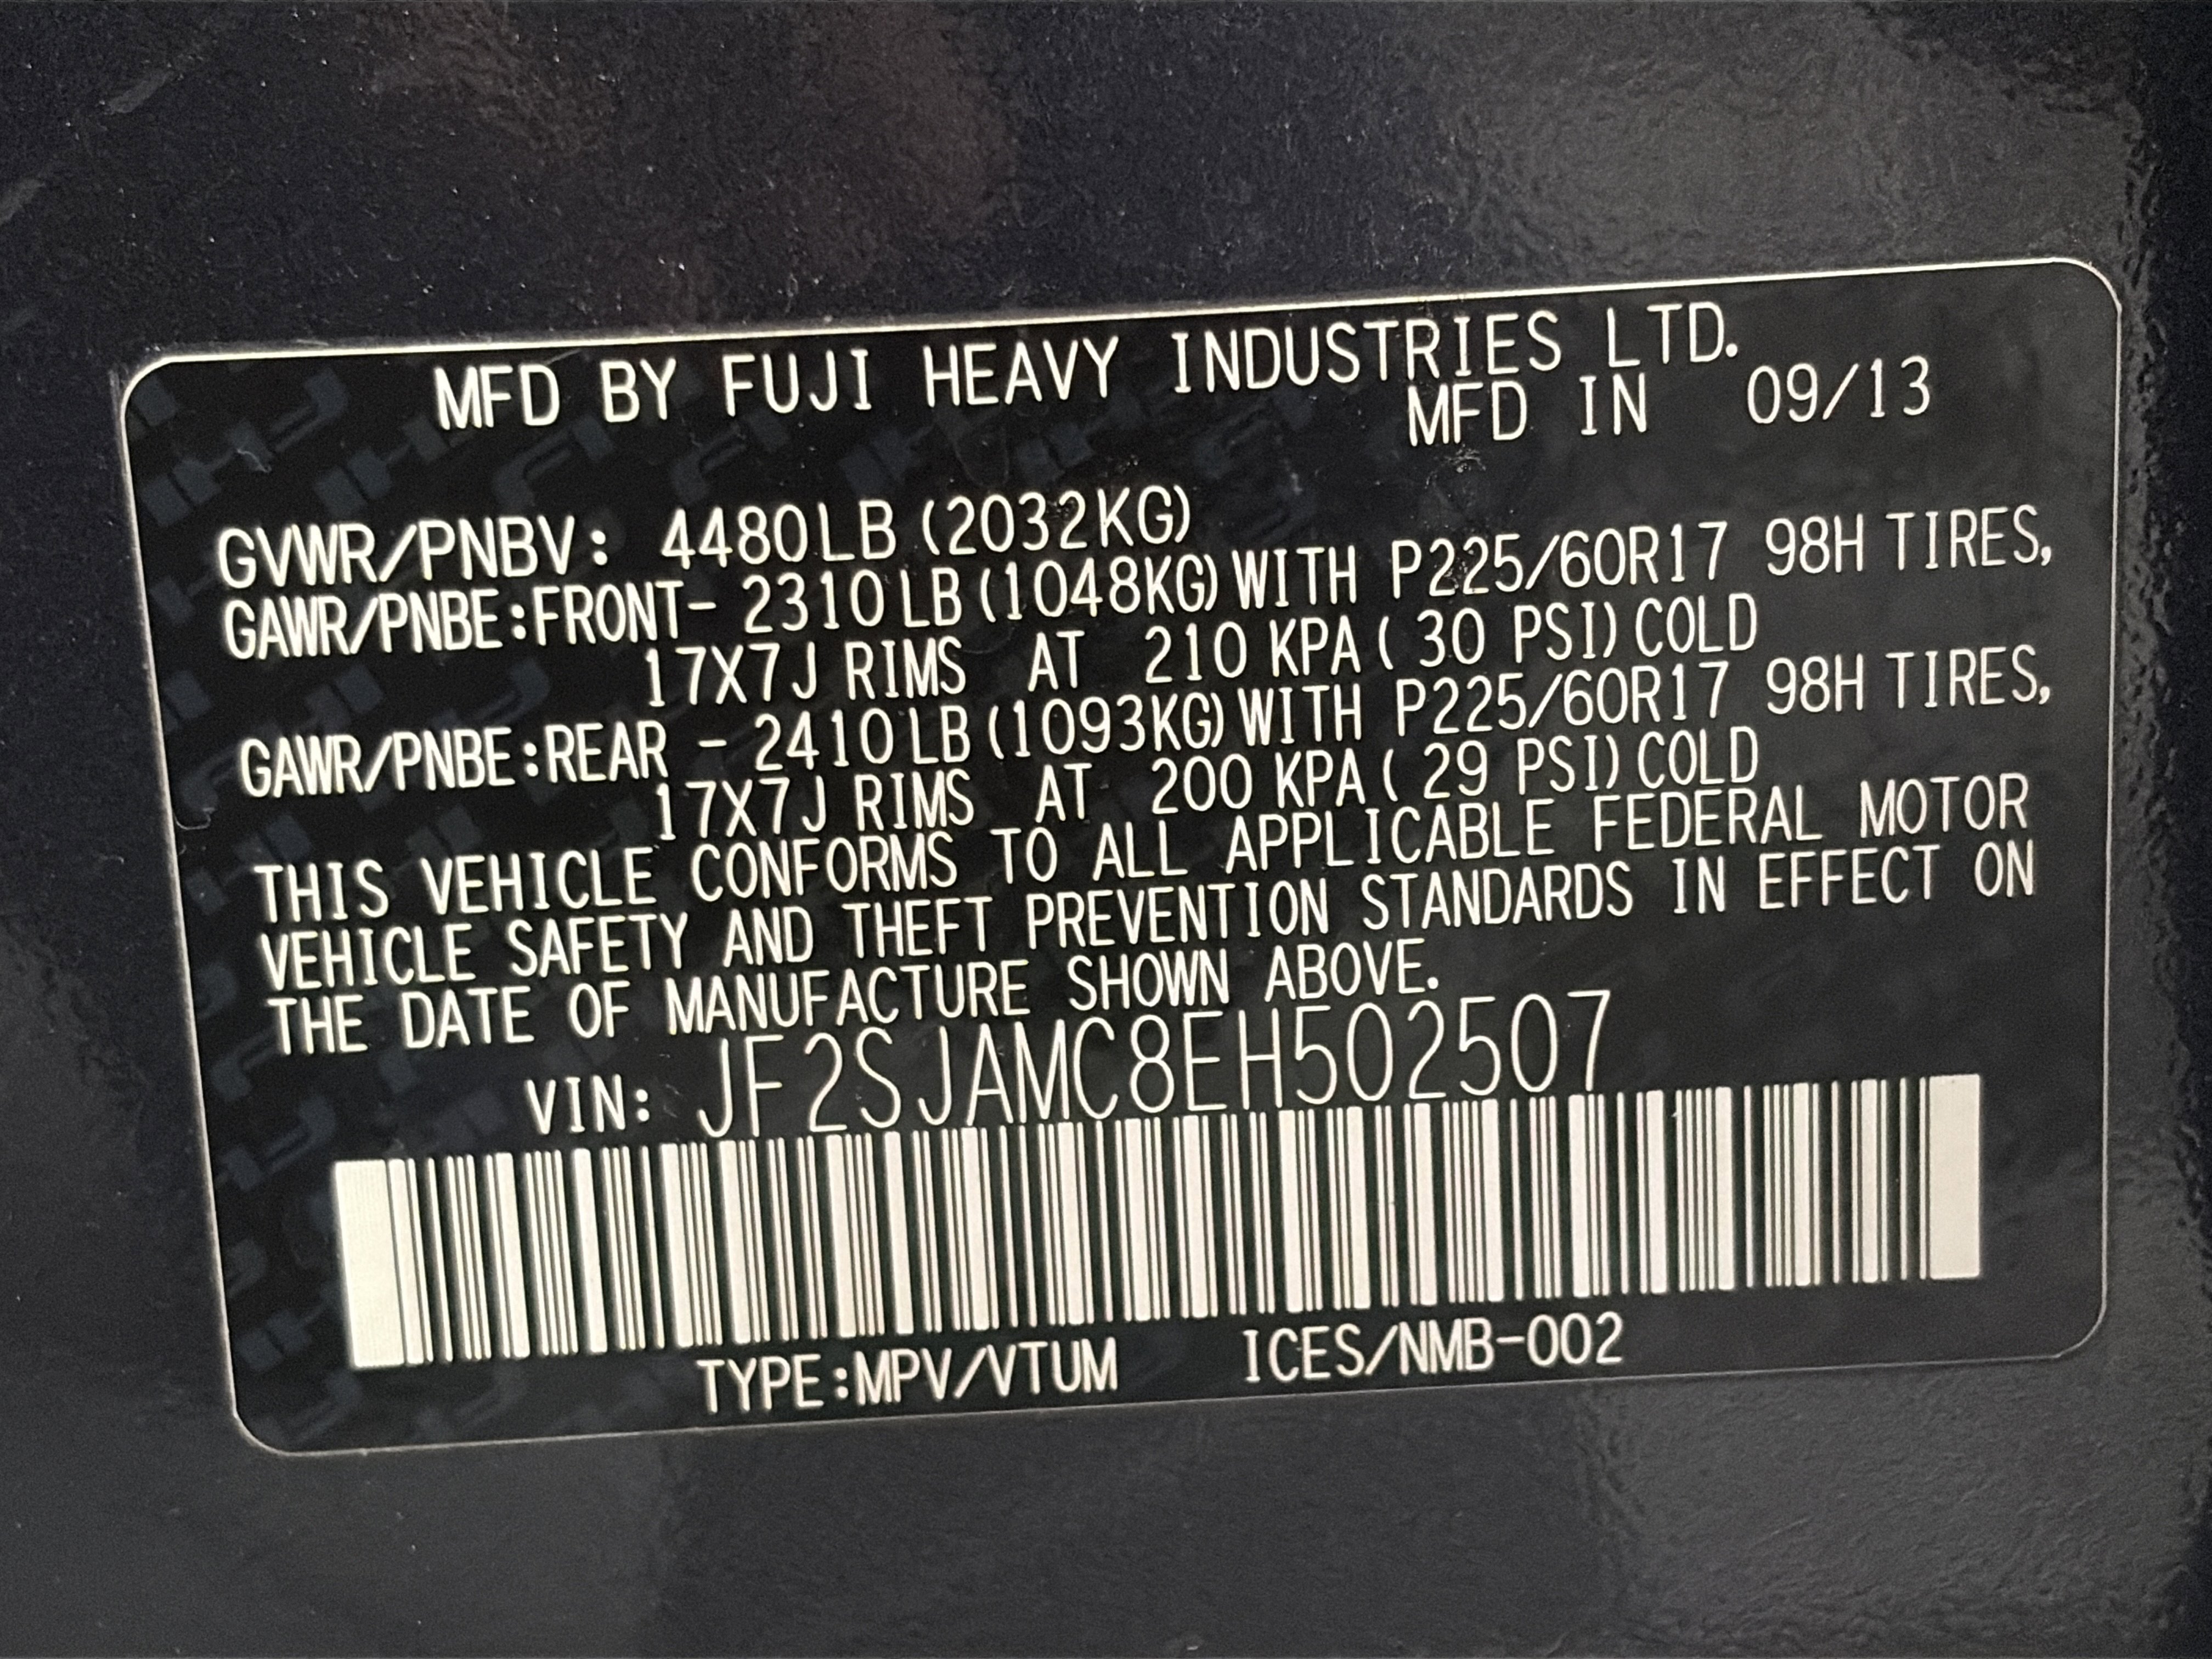 MFD BY FUJI HEAVY INDUSTRIES LTD.
MFD IN 09/13
GVWR/PNBV: 4480LB (2032KG)
GAWR/PNBE:FRONT- 2310LB (1048KG) WITH P225/60R17 98H TIRES,
17X7J RIMS AT 210 KPA ( 30 PSI) COLD
GAWR/PNBE:REAR - 2410LB (1093KG) WITH P225/60R17 98H TIRES,
17X7J RIMS AT 200 KPA ( 29 PSI) COLD
THIS VEHICLE CONFORMS TO ALL APPLICABLE FEDERAL MOTOR
VEHICLE SAFETY AND THEFT PREVENTION STANDARDS IN EFFECT ON
THE DATE OF MANUFACTURE SHOWN ABOVE.
VIN: JF2SJAMC8EH502507
TYPE:MPV/VTUM ICES/NMB-002